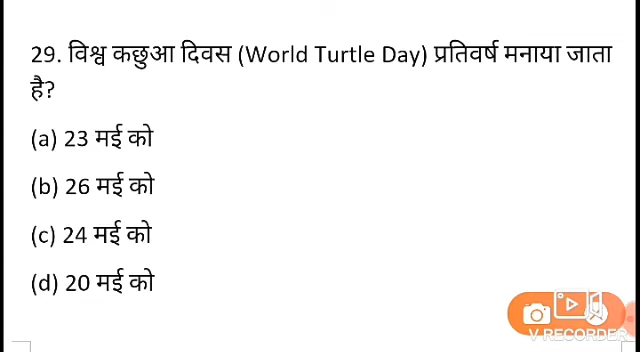 29. विश्व कछुआ दिवस (World Turtle Day) प्रतिवर्ष मनाया जाता
है?
(a) 23 मई को
(b) 26 मई को
(c) 24 मई को
(d) 20 मई को
V RECORDER